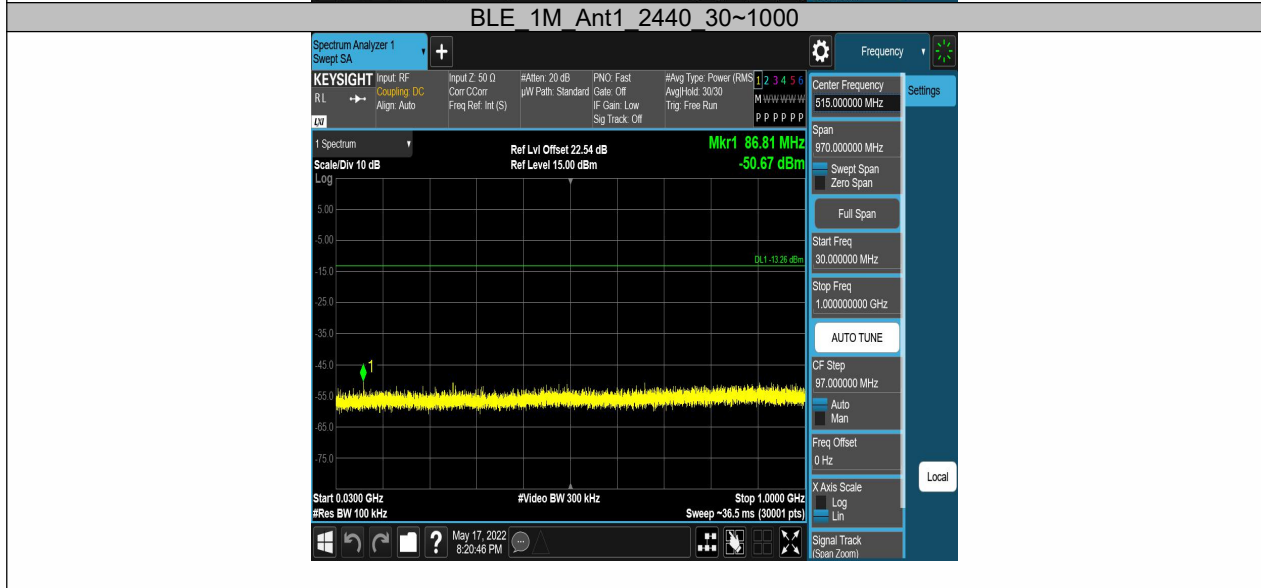 BLE_1M_Ant1_2440_30~1000
Spectrum Analyzer 1
Swept SA
Frequency
KEYSIGHT
RL
LXI
Input: RF
Coupling: DC
Align: Auto
Input Z: 50 Ω
Corr CCorr
Freq Ref: Int (S)
#Atten: 20 dB
µW Path: Standard
PNO: Fast
Gate: Off
IF Gain: Low
Sig Track: Off
#Avg Type: Power (RMS
Avg|Hold: 30/30
Trig: Free Run
1 2 3 4 5 6
M W W W W W
P P P P P P
1 Spectrum
Scale/Div 10 dB
Ref Lvl Offset 22.54 dB
Ref Level 15.00 dBm
Mkr1 86.81 MHz
-50.67 dBm
Log
5.00
-5.00
-15.0
-25.0
-35.0
-45.0
-55.0
-65.0
-75.0
DL1 -13.26 dBm
1
Start 0.0300 GHz
#Res BW 100 kHz
#Video BW 300 kHz
Stop 1.0000 GHz
Sweep ~36.5 ms (30001 pts)
May 17, 2022
8:20:46 PM
Center Frequency
515.000000 MHz
Span
970.000000 MHz
Swept Span
Zero Span
Full Span
Start Freq
30.000000 MHz
Stop Freq
1.000000000 GHz
AUTO TUNE
CF Step
97.000000 MHz
Auto
Man
Freq Offset
0 Hz
X Axis Scale
Log
Lin
Signal Track
(Span Zoom)
Settings
Local